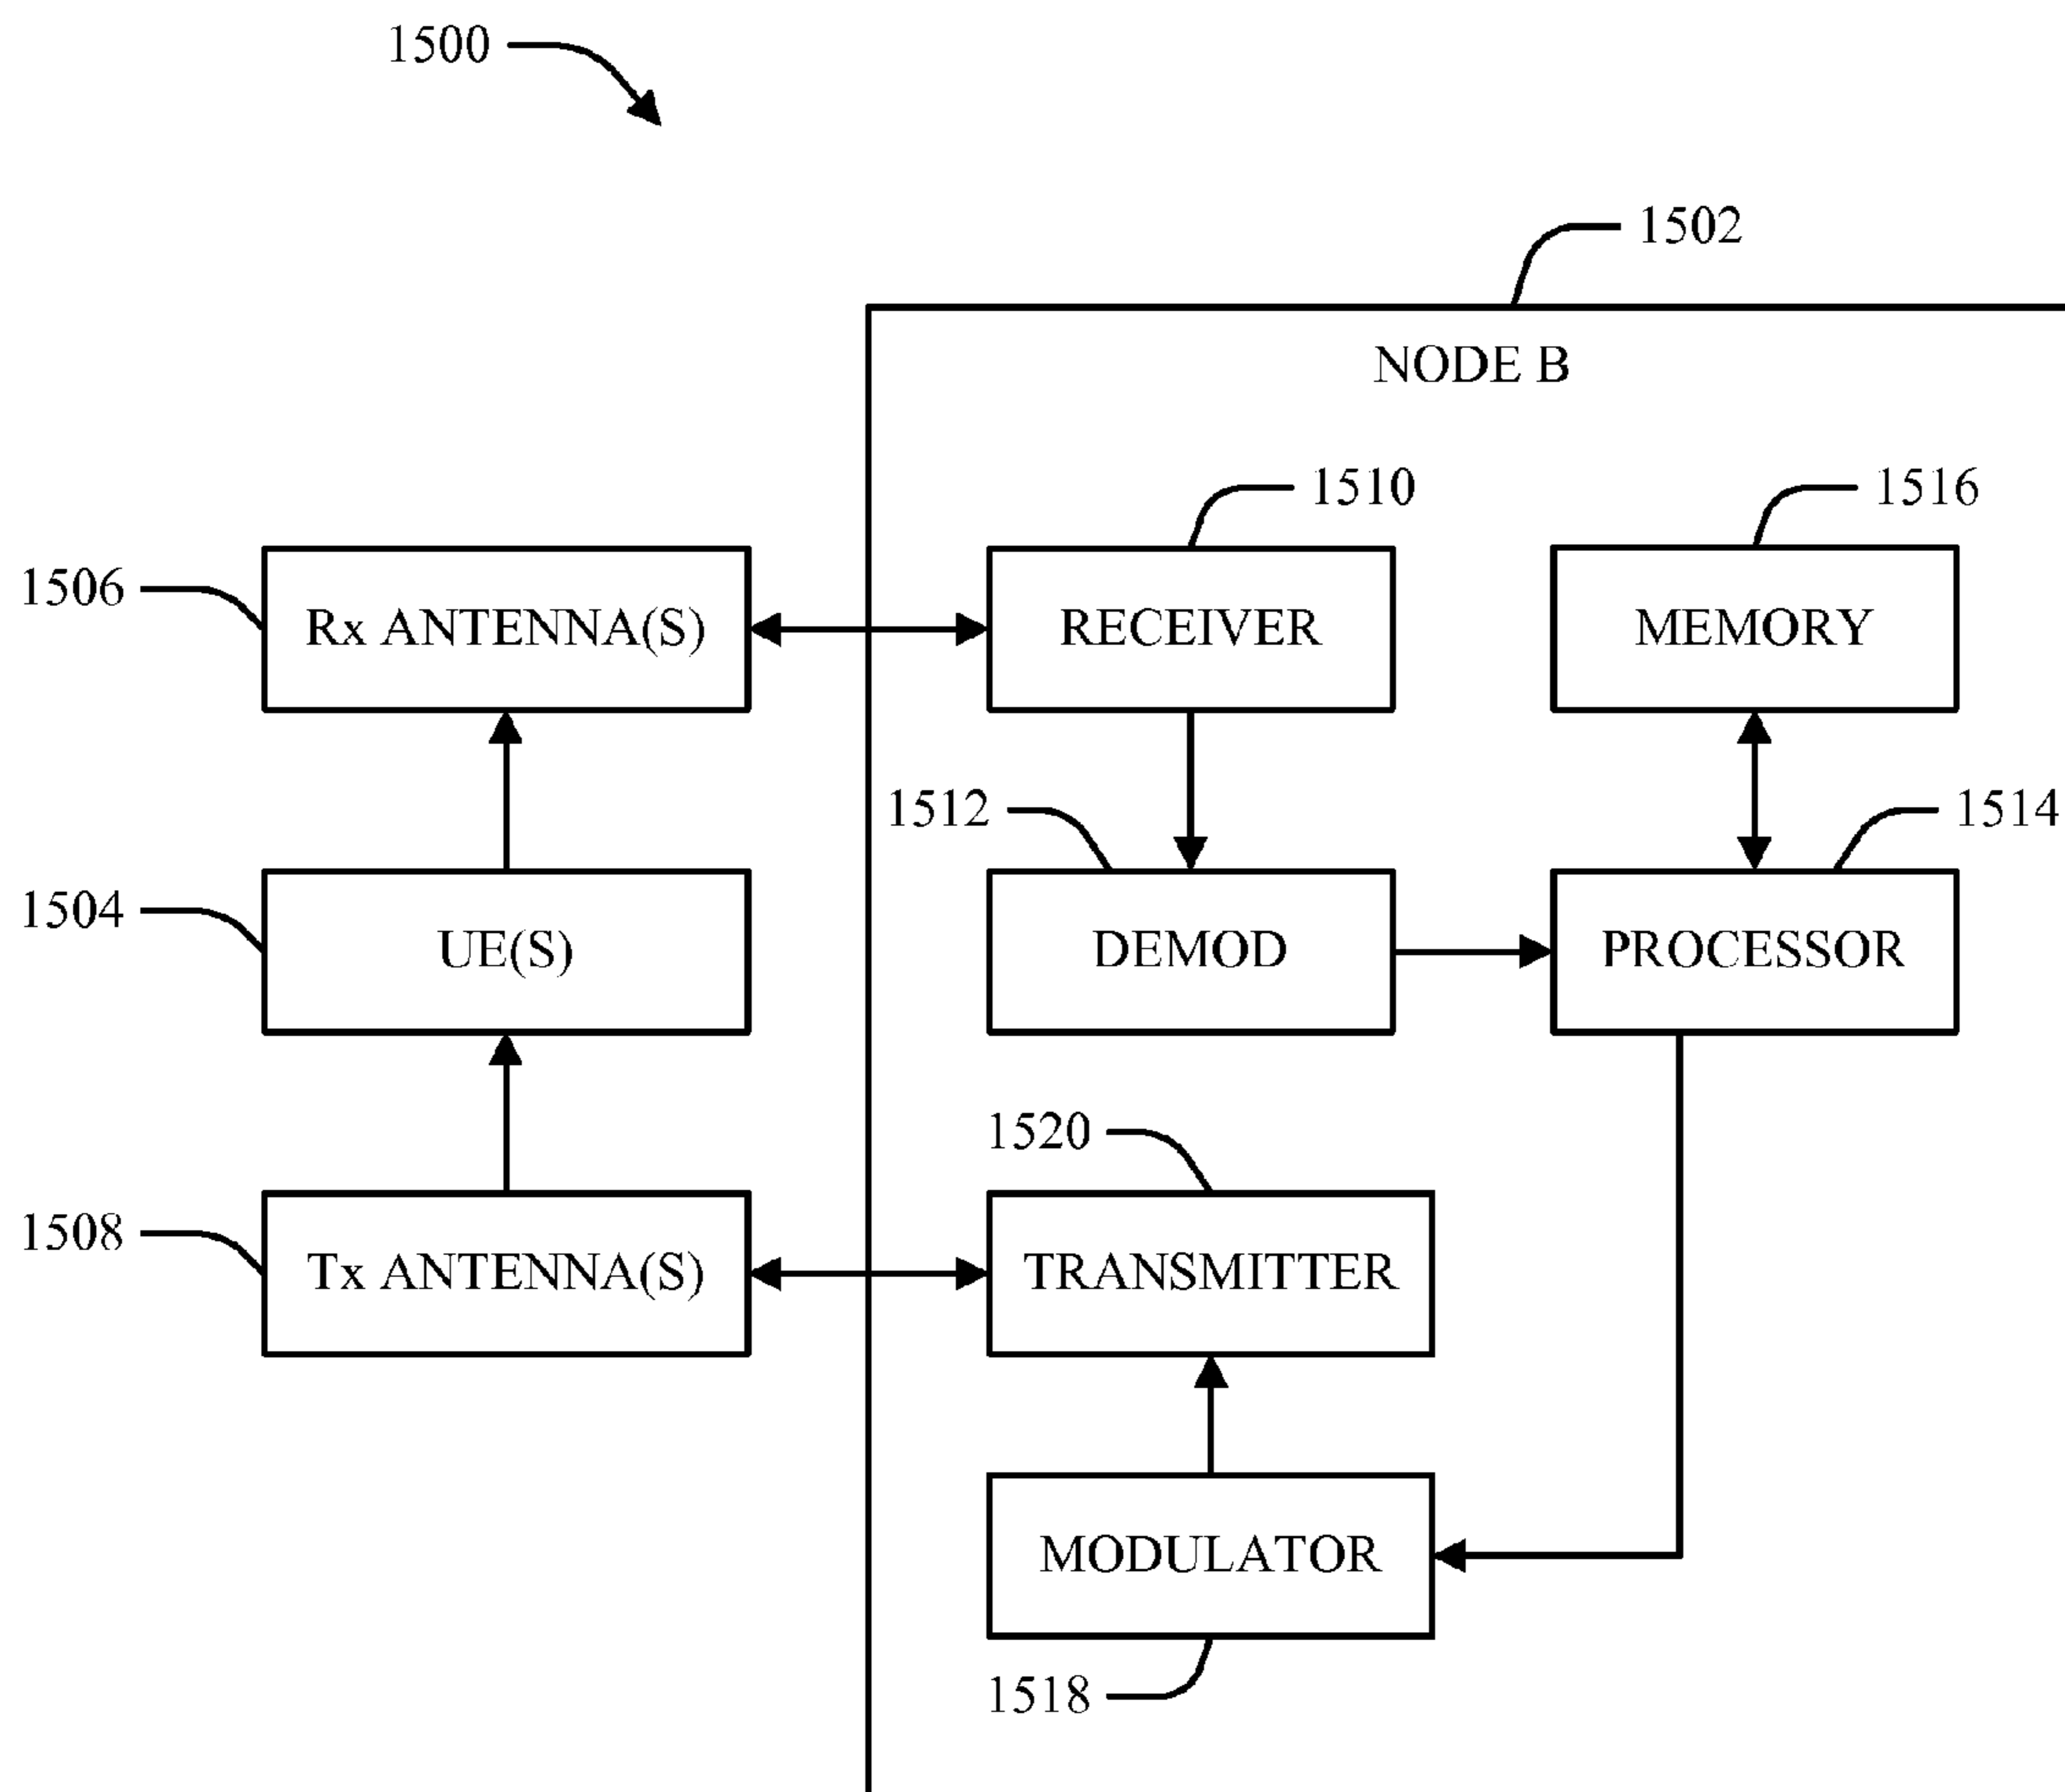 1500
1502
NODE B
1510
1516
1506
Rx ANTENNA(S)
RECEIVER
MEMORY
1512
1514
1504
UE(S)
DEMOD
PROCESSOR
1520
1508
Tx ANTENNA(S)
TRANSMITTER
MODULATOR
1518